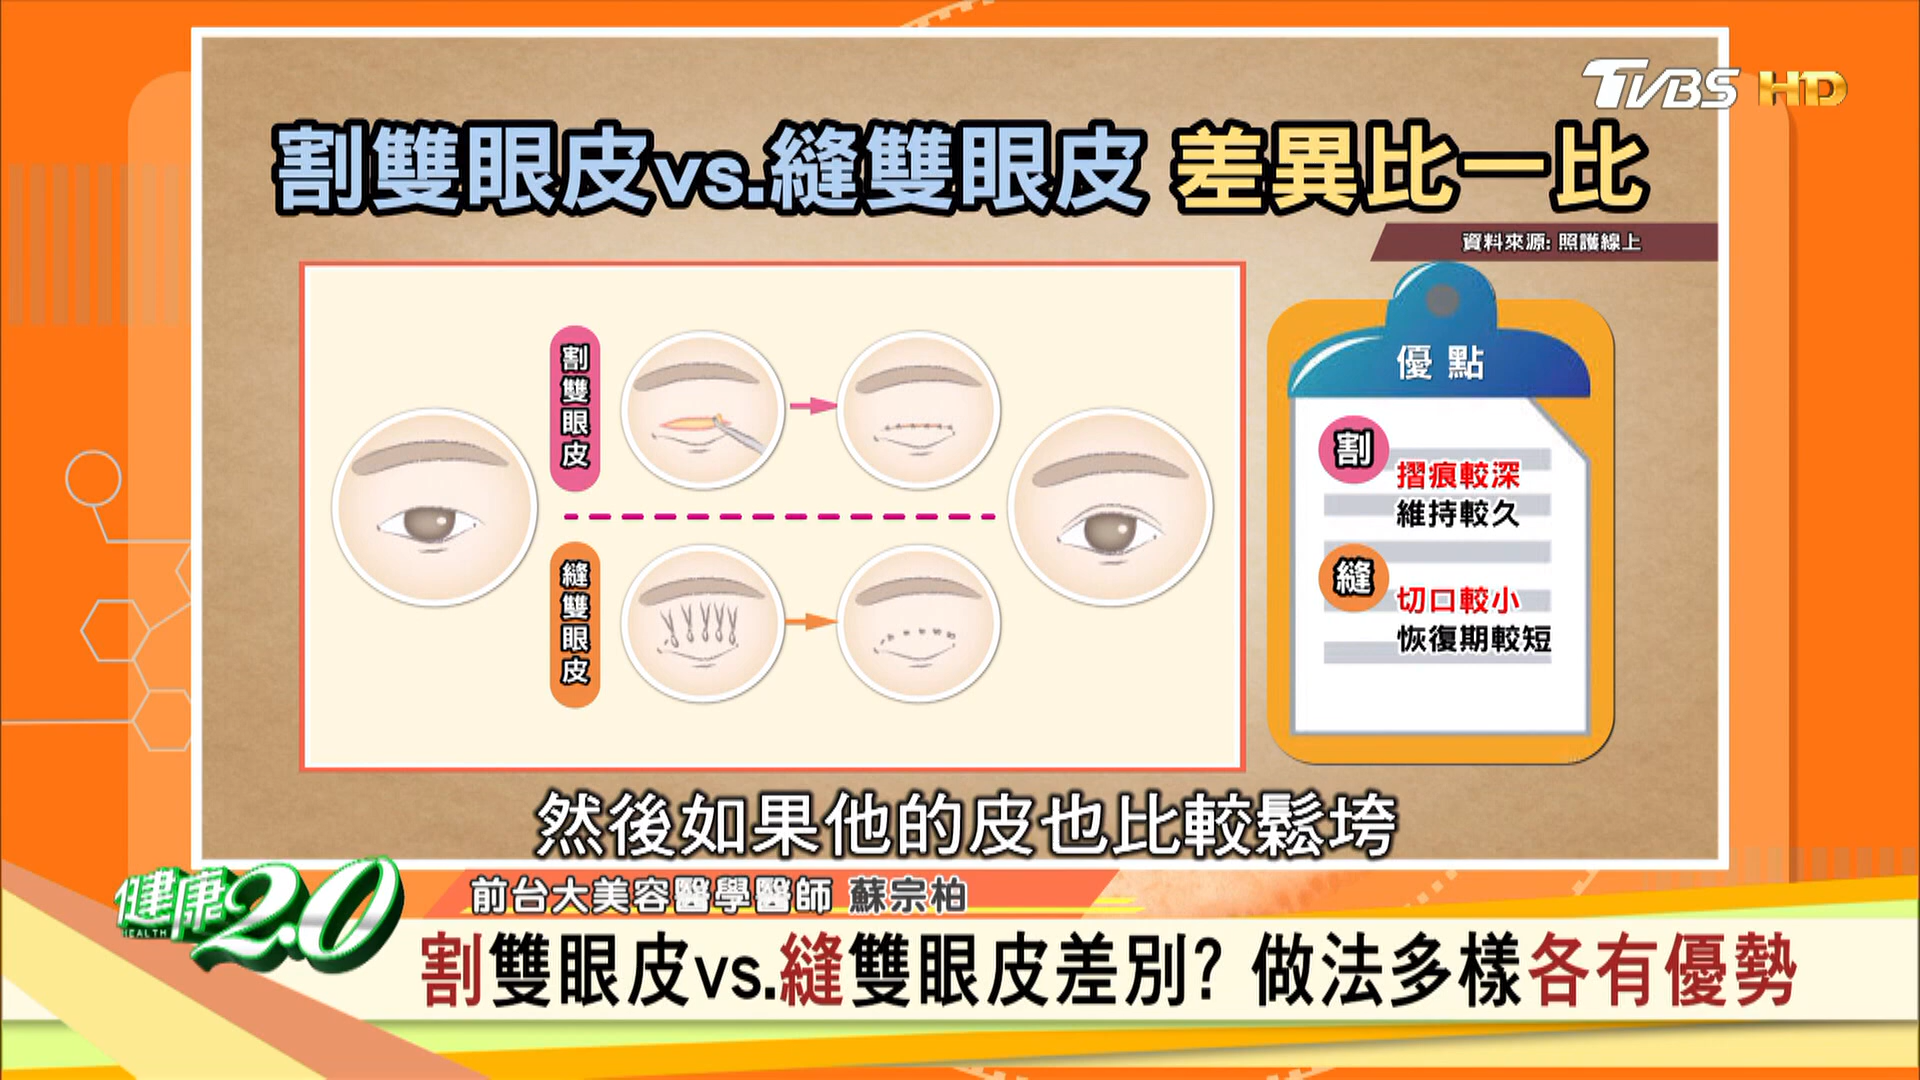 TVBS HD
割雙眼皮vs.縫雙眼皮 差異比一比
資料來源: 照護線上
割雙眼皮
縫雙眼皮
優點
割
摺痕較深
維持較久
縫
切口較小
恢復期較短
然後如果他的皮也比較鬆垮
健康2.0
HEALTH
前台大美容醫學醫師 蘇宗柏
割雙眼皮vs.縫雙眼皮差別? 做法多樣各有優勢